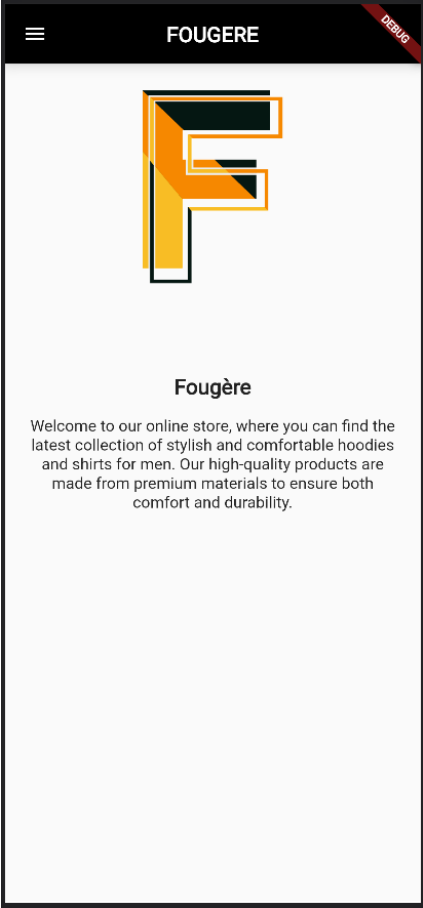 FOUGERE
DEBUG
F
Fougère
Welcome to our online store, where you can find the
latest collection of stylish and comfortable hoodies
and shirts for men. Our high-quality products are
made from premium materials to ensure both
comfort and durability.